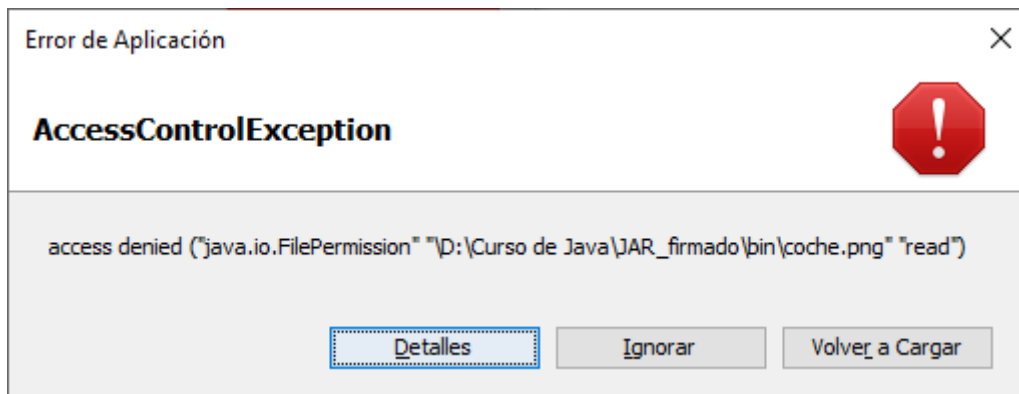 Error de Aplicación
AccessControlException
access denied ("java.io.FilePermission" "\D:\Curso de Java\JAR_firmado\bin\coche.png" "read")
Detalles
Ignorar
Volver a Cargar